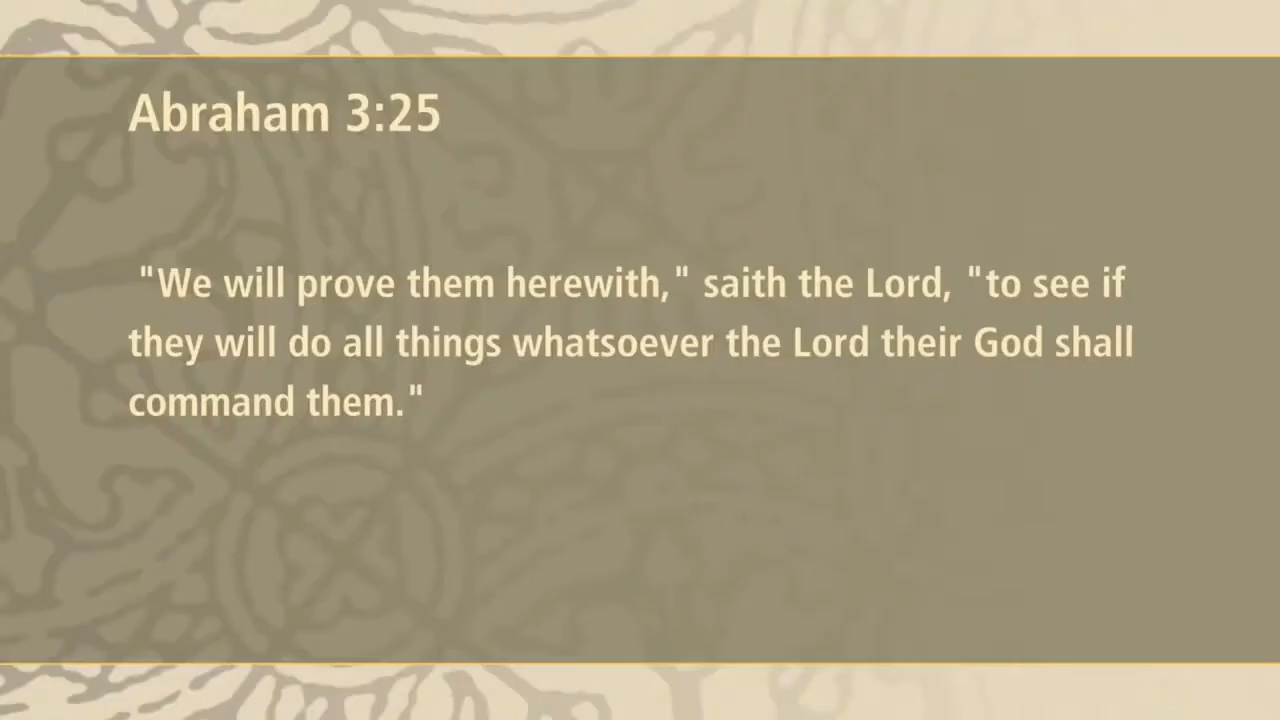 Abraham 3:25
"We will prove them herewith," saith the Lord, "to see if
they will do all things whatsoever the Lord their God shall
command them."